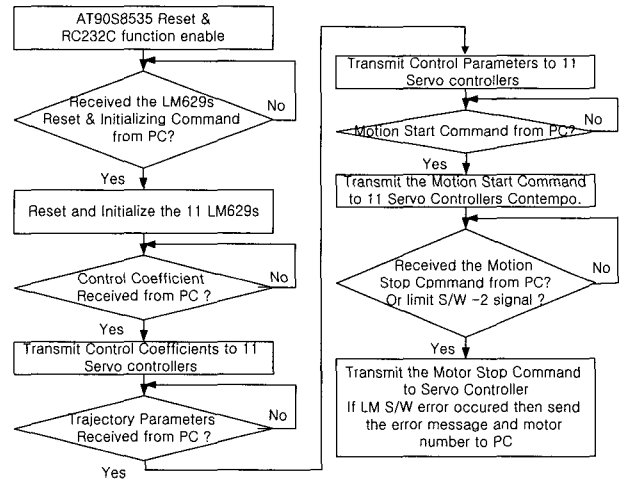 AT90S8535 Reset &
RC232C function enable
Received the LM629s
Reset & Initializing Command
from PC?
No
Yes
Reset and Initialize the 11 LM629s
Control Coefficient
Received from PC ?
No
Yes
Transmit Control Coefficients to 11
Servo controllers
Trajectory Parameters
Received from PC ?
No
Yes
Transmit Control Parameters to 11
Servo controllers
Motion Start Command from PC?
No
Yes
Transmit the Motion Start Command
to 11 Servo Controllers Contempo.
Received the Motion
Stop Command from PC?
Or limit S/W -2 signal ?
No
Yes
Transmit the Motor Stop Command
to Servo Controller
If LM S/W error occured then send
the error message and motor
number to PC